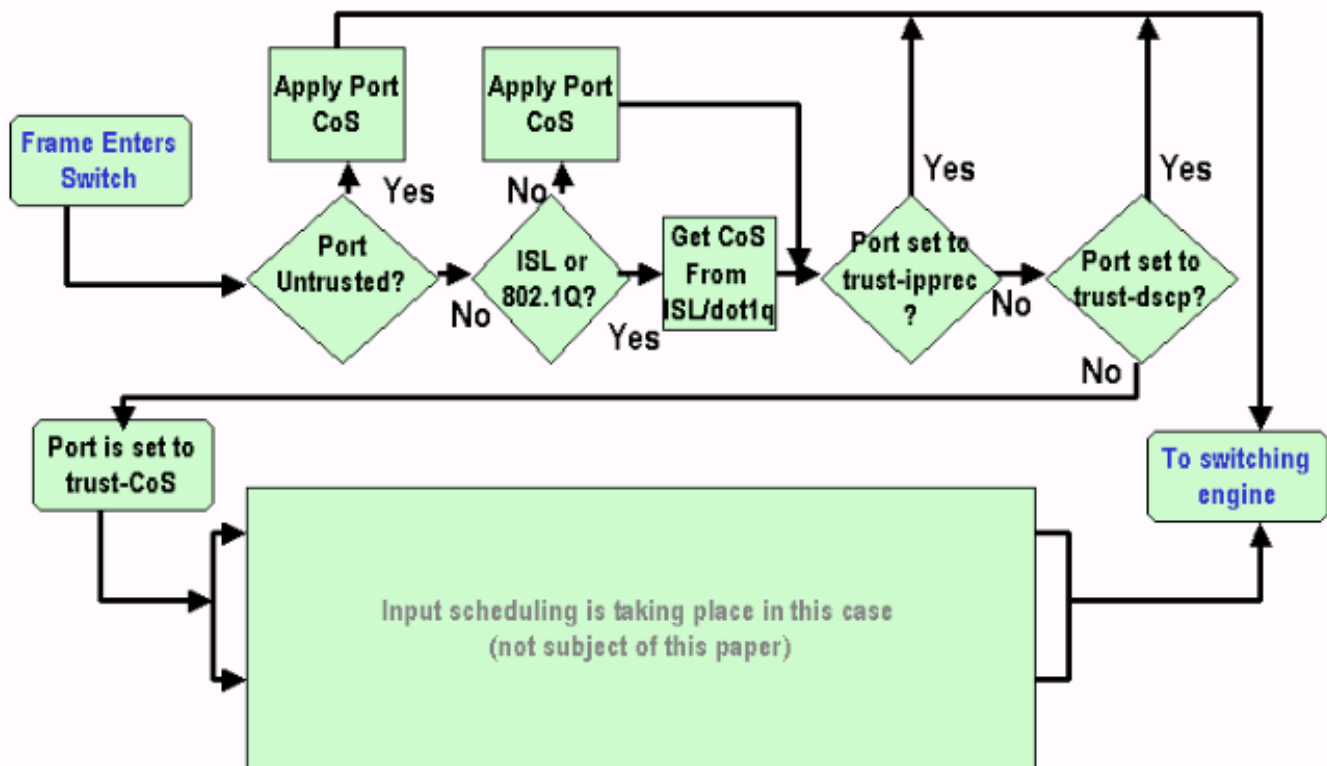 Apply Port
CoS
Apply Port
CoS
Frame Enters
Switch
Yes
No
Yes
Yes
Port
Untrusted?
ISL or
802.1Q?
Get CoS
From
ISL/dot1q
Port set to
trust-ipprec
?
Port set to
trust-dscp?
No
Yes
No
No
Port is set to
trust-CoS
To switching
engine
Input scheduling is taking place in this case
(not subject of this paper)